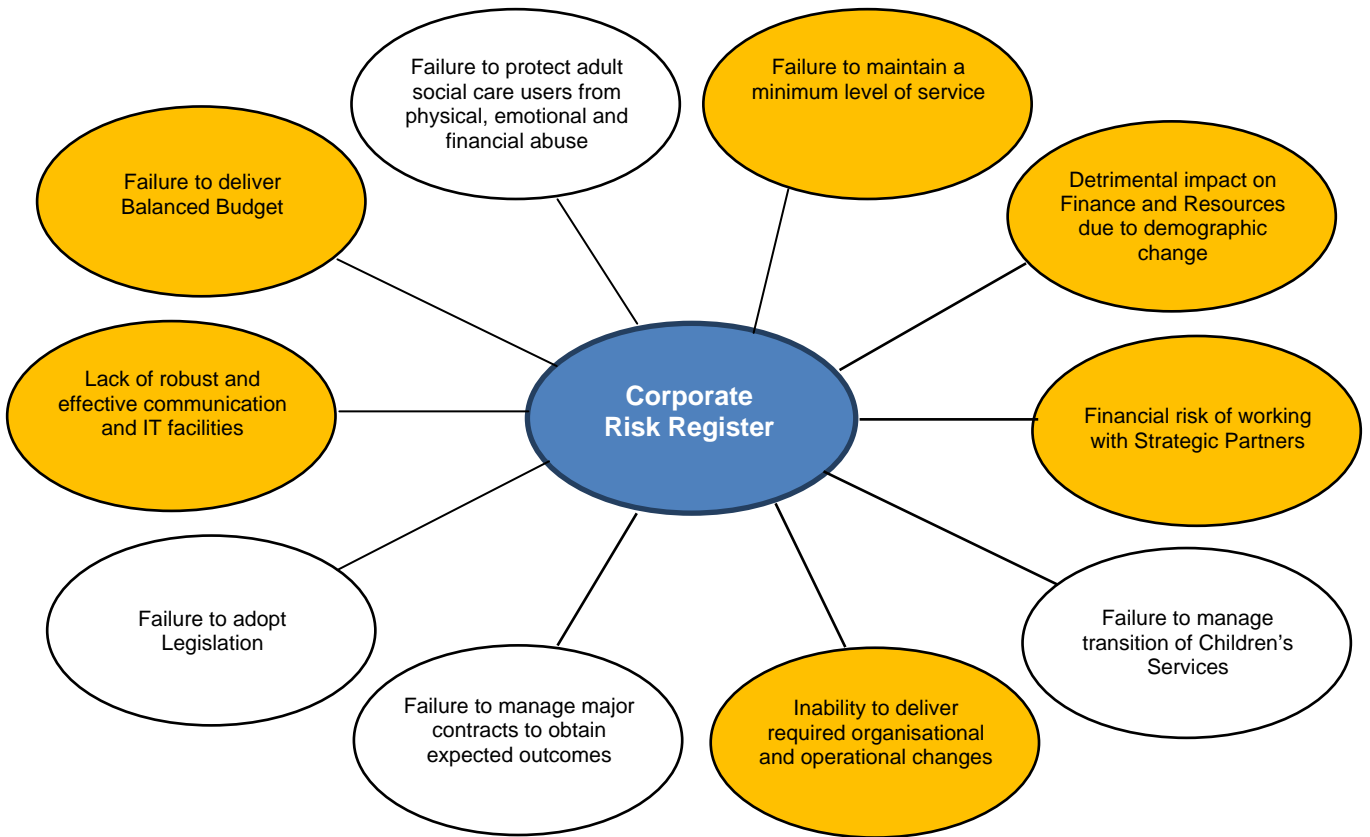 Failure to protect adult
social care users from
physical, emotional and
financial abuse
Failure to maintain a
minimum level of service
Failure to deliver
Balanced Budget
Detrimental impact on
Finance and Resources
due to demographic
change
Lack of robust and
effective communication
and IT facilities
Corporate
Risk Register
Financial risk of working
with Strategic Partners
Failure to adopt
Legislation
Failure to manage
transition of Children's
Services
Failure to manage major
contracts to obtain
expected outcomes
Inability to deliver
required organisational
and operational changes